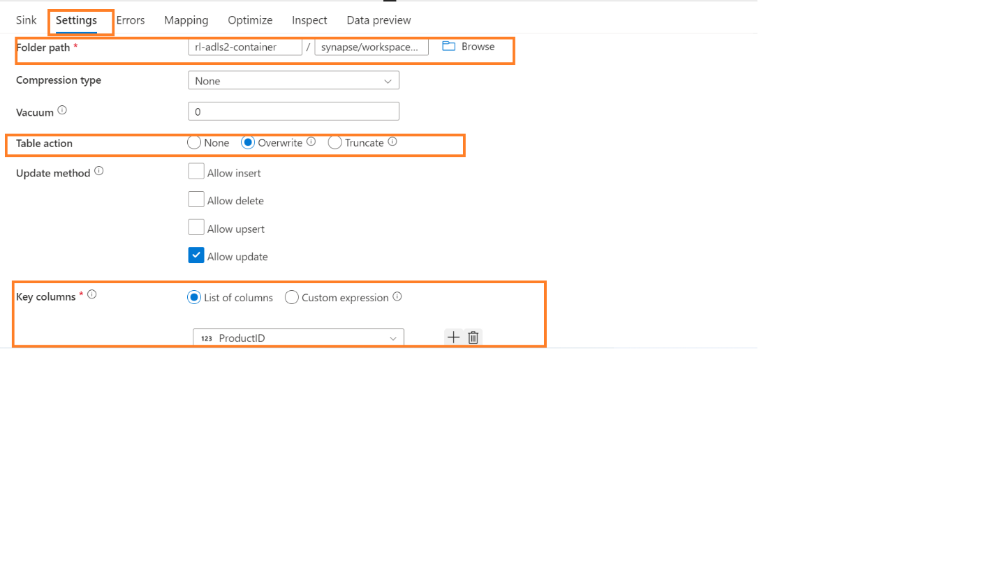 Sink Settings Errors Mapping Optimize Inspect Data preview
Folder path * rl-adls2-container / synapse/workspace... Browse
Compression type None
Vacuum 0
Table action None Overwrite Truncate
Update method Allow insert
Allow delete
Allow upsert
Allow update
Key columns * List of columns Custom expression
123 ProductID